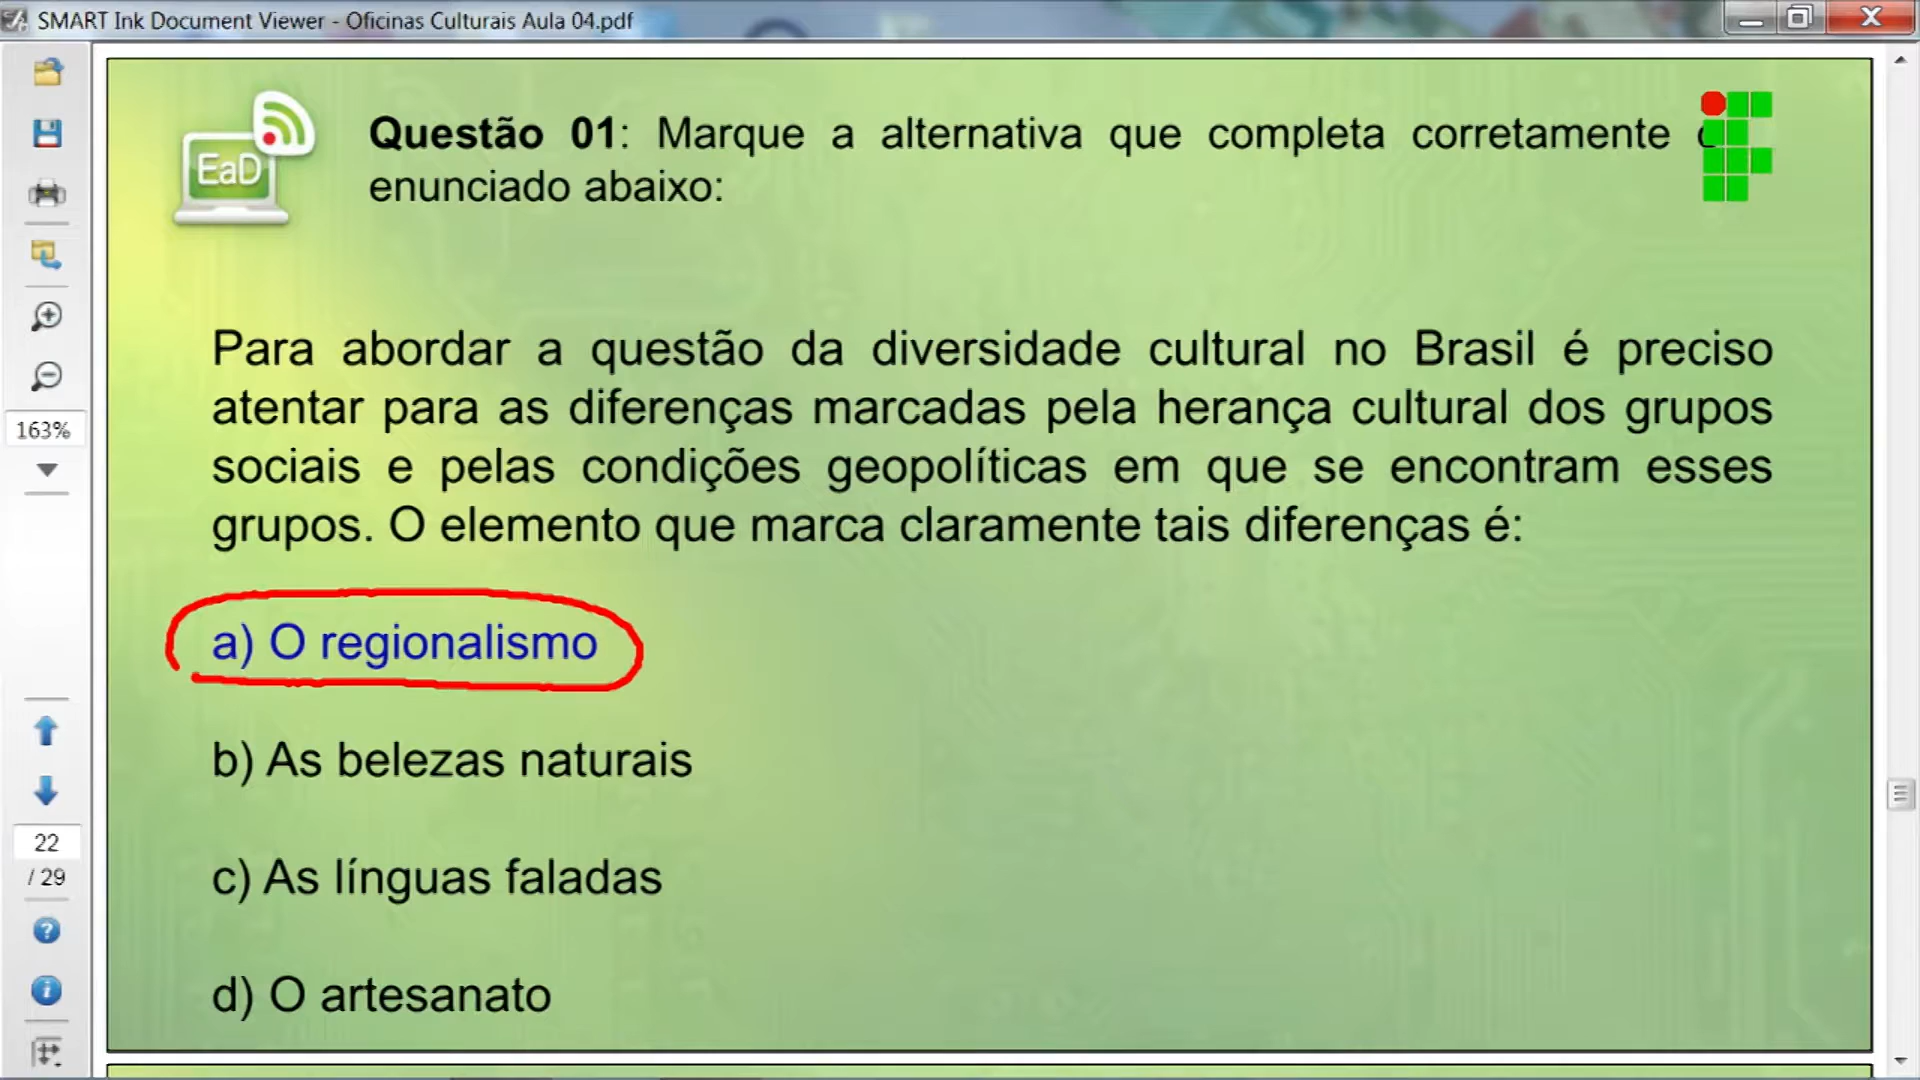 SMART Ink Document Viewer - Oficinas Culturais Aula 04.pdf
EaD
Questão 01: Marque a alternativa que completa corretamente
enunciado abaixo:
Para abordar a questão da diversidade cultural no Brasil é preciso
atentar para as diferenças marcadas pela herança cultural dos grupos
sociais e pelas condições geopolíticas em que se encontram esses
grupos. O elemento que marca claramente tais diferenças é:
a) O regionalismo
b) As belezas naturais
c) As línguas faladas
d) O artesanato
163%
22
/ 29